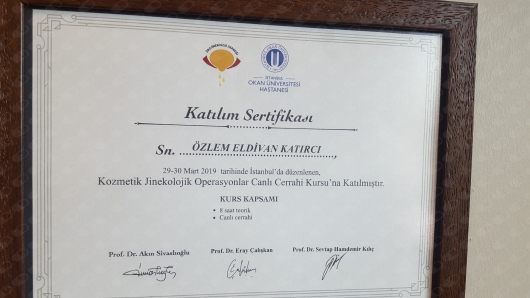 İSTANBUL
OKAN ÜNİVERSİTESİ
HASTANESİ
Katılım Sertifikası
Sn. ÖZLEM ELDİVAN KATIRCI,
29-30 Mart 2019 tarihinde İstanbul'da düzenlenen,
Kozmetik Jinekolojik Operasyonlar Canlı Cerrahi Kursu'na Katılmıştır.
KURS KAPSAMI
• 8 saat teorik
• Canlı cerrahi
Prof. Dr. Akın Sivaslıoğlu Prof. Dr. Eray Çalışkan Prof. Dr. Sevtap Hamdemir Kılıç